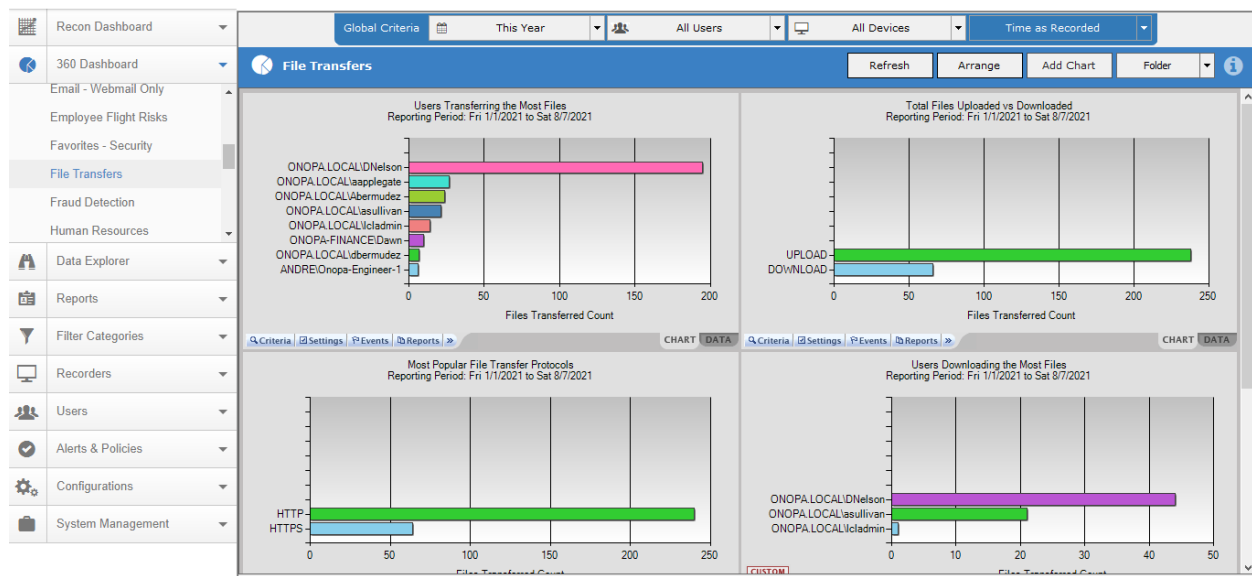 Recon Dashboard
360 Dashboard
Email - Webmail Only
Employee Flight Risks
Favorites - Security
File Transfers
Fraud Detection
Human Resources
Data Explorer
Reports
Filter Categories
Recorders
Users
Alerts & Policies
Configurations
System Management
Global Criteria This Year All Users All Devices Time as Recorded
File Transfers Refresh Arrange Add Chart Folder
Users Transferring the Most Files
Reporting Period: Fri 1/1/2021 to Sat 8/7/2021
ONOPA.LOCAL\DNelson
ONOPA.LOCAL\aapplegate
ONOPA.LOCAL\Abermudez
ONOPA.LOCAL\asullivan
ONOPA.LOCAL\lcladmin
ONOPA-FINANCE\Dawn
ONOPA.LOCAL\dbermudez
ANDRE\Onopa-Engineer-1
0 50 100 150 200
Files Transferred Count
Criteria Settings Events Reports » CHART DATA
Total Files Uploaded vs Downloaded
Reporting Period: Fri 1/1/2021 to Sat 8/7/2021
UPLOAD
DOWNLOAD
0 50 100 150 200 250
Files Transferred Count
Criteria Settings Events Reports » CHART DATA
Most Popular File Transfer Protocols
Reporting Period: Fri 1/1/2021 to Sat 8/7/2021
HTTP
HTTPS
0 50 100 150 200 250
Files Transferred Count
Users Downloading the Most Files
Reporting Period: Fri 1/1/2021 to Sat 8/7/2021
ONOPA.LOCAL\DNelson
ONOPA.LOCAL\asullivan
ONOPA.LOCAL\lcladmin
0 10 20 30 40 50
Files Transferred Count
CUSTOM